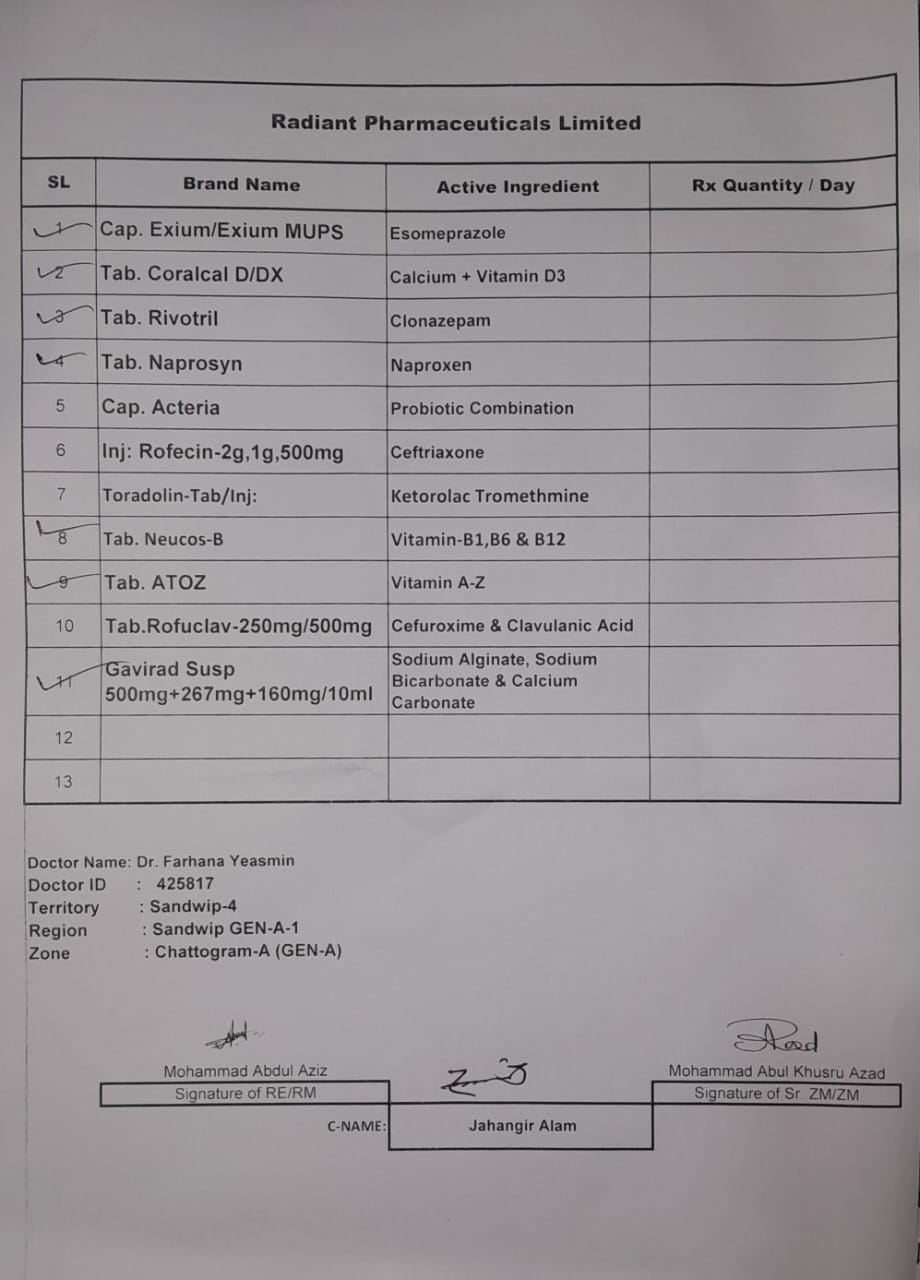 Radiant Pharmaceuticals Limited
SL Brand Name Active Ingredient Rx Quantity / Day
1 Cap. Exium/Exium MUPS Esomeprazole
2 Tab. Coralcal D/DX Calcium + Vitamin D3
3 Tab. Rivotril Clonazepam
4 Tab. Naprosyn Naproxen
5 Cap. Acteria Probiotic Combination
6 Inj: Rofecin-2g,1g,500mg Ceftriaxone
7 Toradolin-Tab/Inj: Ketorolac Tromethmine
8 Tab. Neucos-B Vitamin-B1,B6 & B12
9 Tab. ATOZ Vitamin A-Z
10 Tab.Rofuclav-250mg/500mg Cefuroxime & Clavulanic Acid
11 Gavirad Susp 500mg+267mg+160mg/10ml Sodium Alginate, Sodium Bicarbonate & Calcium Carbonate
12
13
Doctor Name: Dr. Farhana Yeasmin
Doctor ID : 425817
Territory : Sandwip-4
Region : Sandwip GEN-A-1
Zone : Chattogram-A (GEN-A)
Mohammad Abdul Aziz Mohammad Abul Khusru Azad
Signature of RE/RM Signature of Sr. ZM/ZM
C-NAME: Jahangir Alam